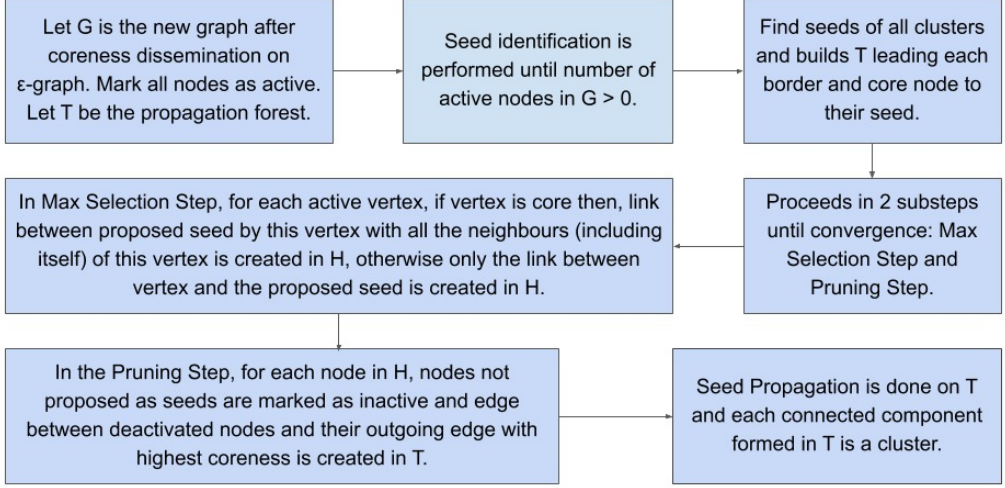 Let G is the new graph after
coreness dissemination on
ε-graph. Mark all nodes as active.
Let T be the propagation forest.
Seed identification is
performed until number of
active nodes in G > 0.
Find seeds of all clusters
and builds T leading each
border and core node to
their seed.
Proceeds in 2 substeps
until convergence: Max
Selection Step and
Pruning Step.
In Max Selection Step, for each active vertex, if vertex is core then, link
between proposed seed by this vertex with all the neighbours (including
itself) of this vertex is created in H, otherwise only the link between
vertex and the proposed seed is created in H.
In the Pruning Step, for each node in H, nodes not
proposed as seeds are marked as inactive and edge
between deactivated nodes and their outgoing edge with
highest coreness is created in T.
Seed Propagation is done on T
and each connected component
formed in T is a cluster.